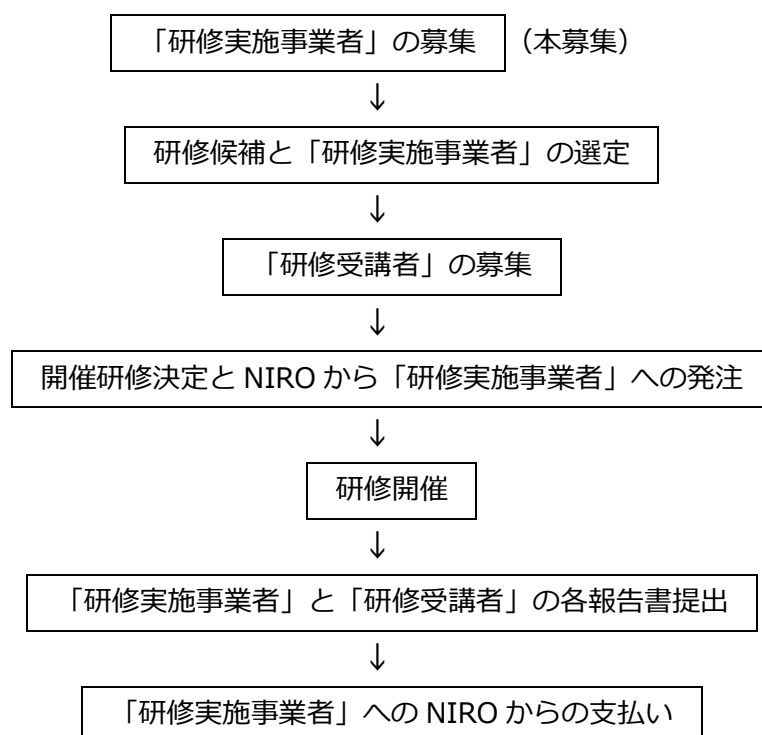 「研修実施事業者」の募集 （本募集）
↓
研修候補と「研修実施事業者」の選定
↓
「研修受講者」の募集
↓
開催研修決定と NIRO から「研修実施事業者」への発注
↓
研修開催
↓
「研修実施事業者」と「研修受講者」の各報告書提出
↓
「研修実施事業者」への NIRO からの支払い